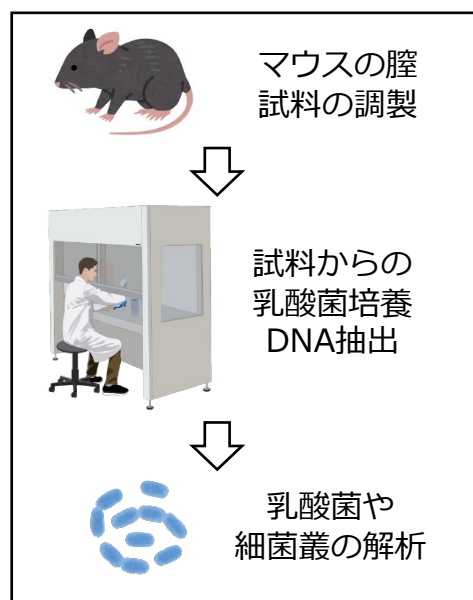 マウスの膣
試料の調製
試料からの
乳酸菌培養
DNA抽出
乳酸菌や
細菌叢の解析